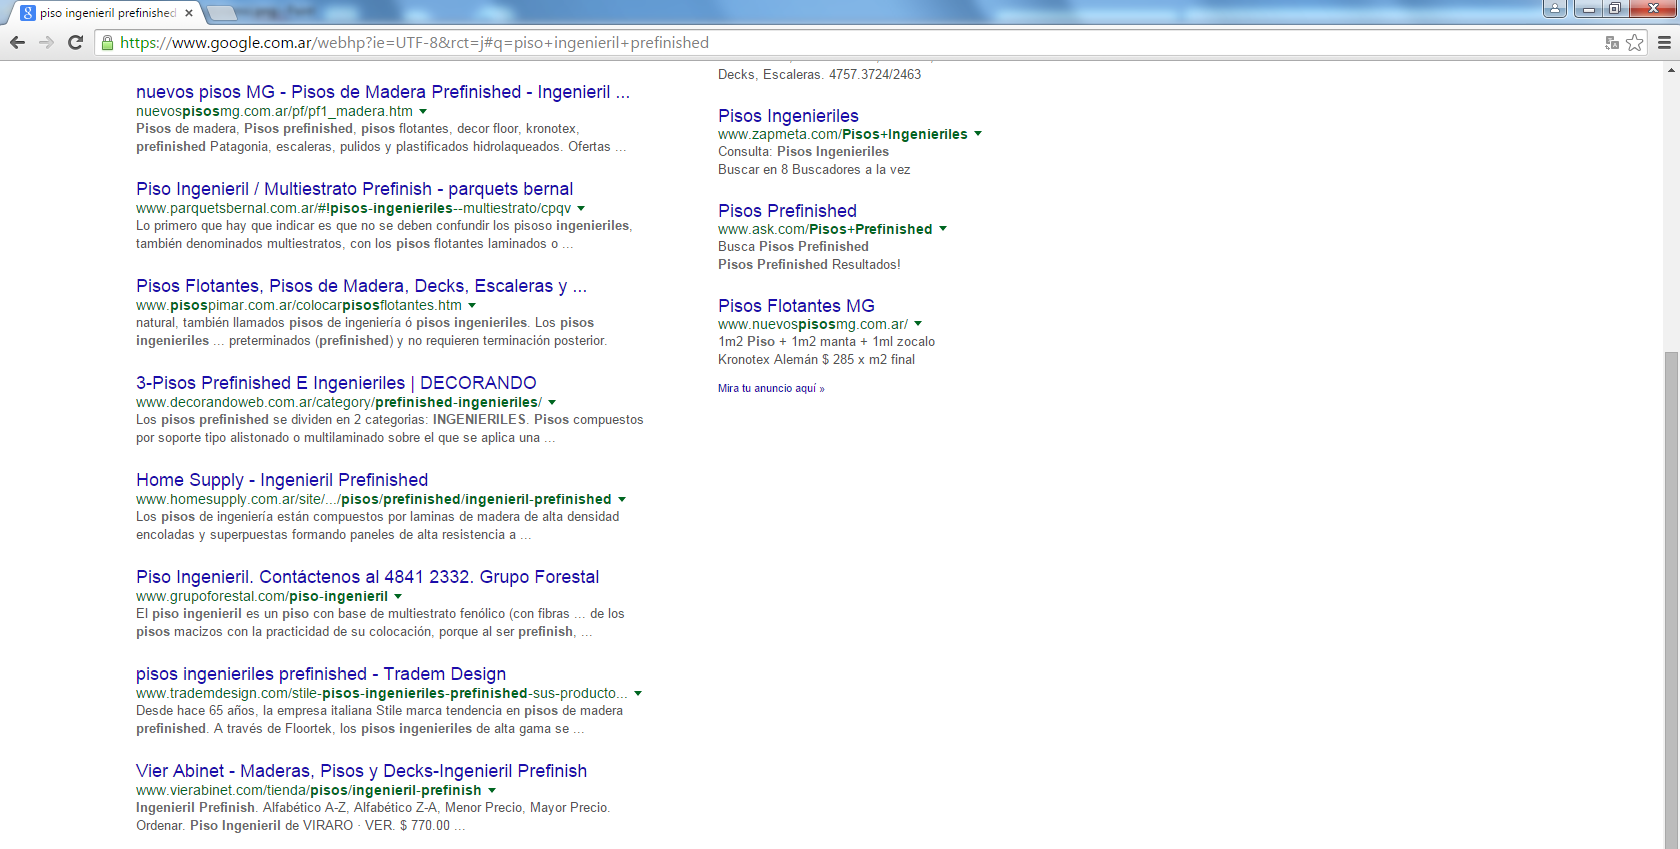 piso ingenieril prefinished
https://www.google.com.ar/webhp?ie=UTF-8&rct=j#q=piso+ingenieril+prefinished
nuevos pisos MG - Pisos de Madera Prefinished - Ingenieril ...
nuevospisosmg.com.ar/pf/pf1_madera.htm
Pisos de madera, Pisos prefinished, pisos flotantes, decor floor, kronotex,
prefinished Patagonia, escaleras, pulidos y plastificados hidrolaqueados. Ofertas ...
Piso Ingenieril / Multiestrato Prefinish - parquets bernal
www.parquetsbernal.com.ar/#!pisos-ingenieriles--multiestrato/cpqv
Lo primero que hay que indicar es que no se deben confundir los pisoso ingenieriles,
también denominados multiestratos, con los pisos flotantes laminados o ...
Pisos Flotantes, Pisos de Madera, Decks, Escaleras y ...
www.pisospimar.com.ar/colocarpisosflotantes.htm
natural, también llamados pisos de ingeniería ó pisos ingenieriles. Los pisos
ingenieriles ... preterminados (prefinished) y no requieren terminación posterior.
3-Pisos Prefinished E Ingenieriles | DECORANDO
www.decorandoweb.com.ar/category/prefinished-ingenieriles/
Los pisos prefinished se dividen en 2 categorias: INGENIERILES. Pisos compuestos
por soporte tipo alistonado o multilaminado sobre el que se aplica una ...
Home Supply - Ingenieril Prefinished
www.homesupply.com.ar/site/.../pisos/prefinished/ingenieril-prefinished
Los pisos de ingeniería están compuestos por laminas de madera de alta densidad
encoladas y superpuestas formando paneles de alta resistencia a ...
Piso Ingenieril. Contáctenos al 4841 2332. Grupo Forestal
www.grupoforestal.com/piso-ingenieril
El piso ingenieril es un piso con base de multiestrato fenólico (con fibras ... de los
pisos macizos con la practicidad de su colocación, porque al ser prefinish, ...
pisos ingenieriles prefinished - Tradem Design
www.trademdesign.com/stile-pisos-ingenieriles-prefinished-sus-producto...
Desde hace 65 años, la empresa italiana Stile marca tendencia en pisos de madera
prefinished. A través de Floortek, los pisos ingenieriles de alta gama se ...
Vier Abinet - Maderas, Pisos y Decks-Ingenieril Prefinish
www.vierabinet.com/tienda/pisos/ingenieril-prefinish
Ingenieril Prefinish. Alfabético A-Z, Alfabético Z-A, Menor Precio, Mayor Precio.
Ordenar. Piso Ingenieril de VIRARO · VER. $ 770.00 ...
Decks, Escaleras. 4757.3724/2463
Pisos Ingenieriles
www.zapmeta.com/Pisos+Ingenieriles
Consulta: Pisos Ingenieriles
Buscar en 8 Buscadores a la vez
Pisos Prefinished
www.ask.com/Pisos+Prefinished
Busca Pisos Prefinished
Pisos Prefinished Resultados!
Pisos Flotantes MG
www.nuevospisosmg.com.ar/
1m2 Piso + 1m2 manta + 1ml zocalo
Kronotex Alemán $ 285 x m2 final
Mira tu anuncio aquí »